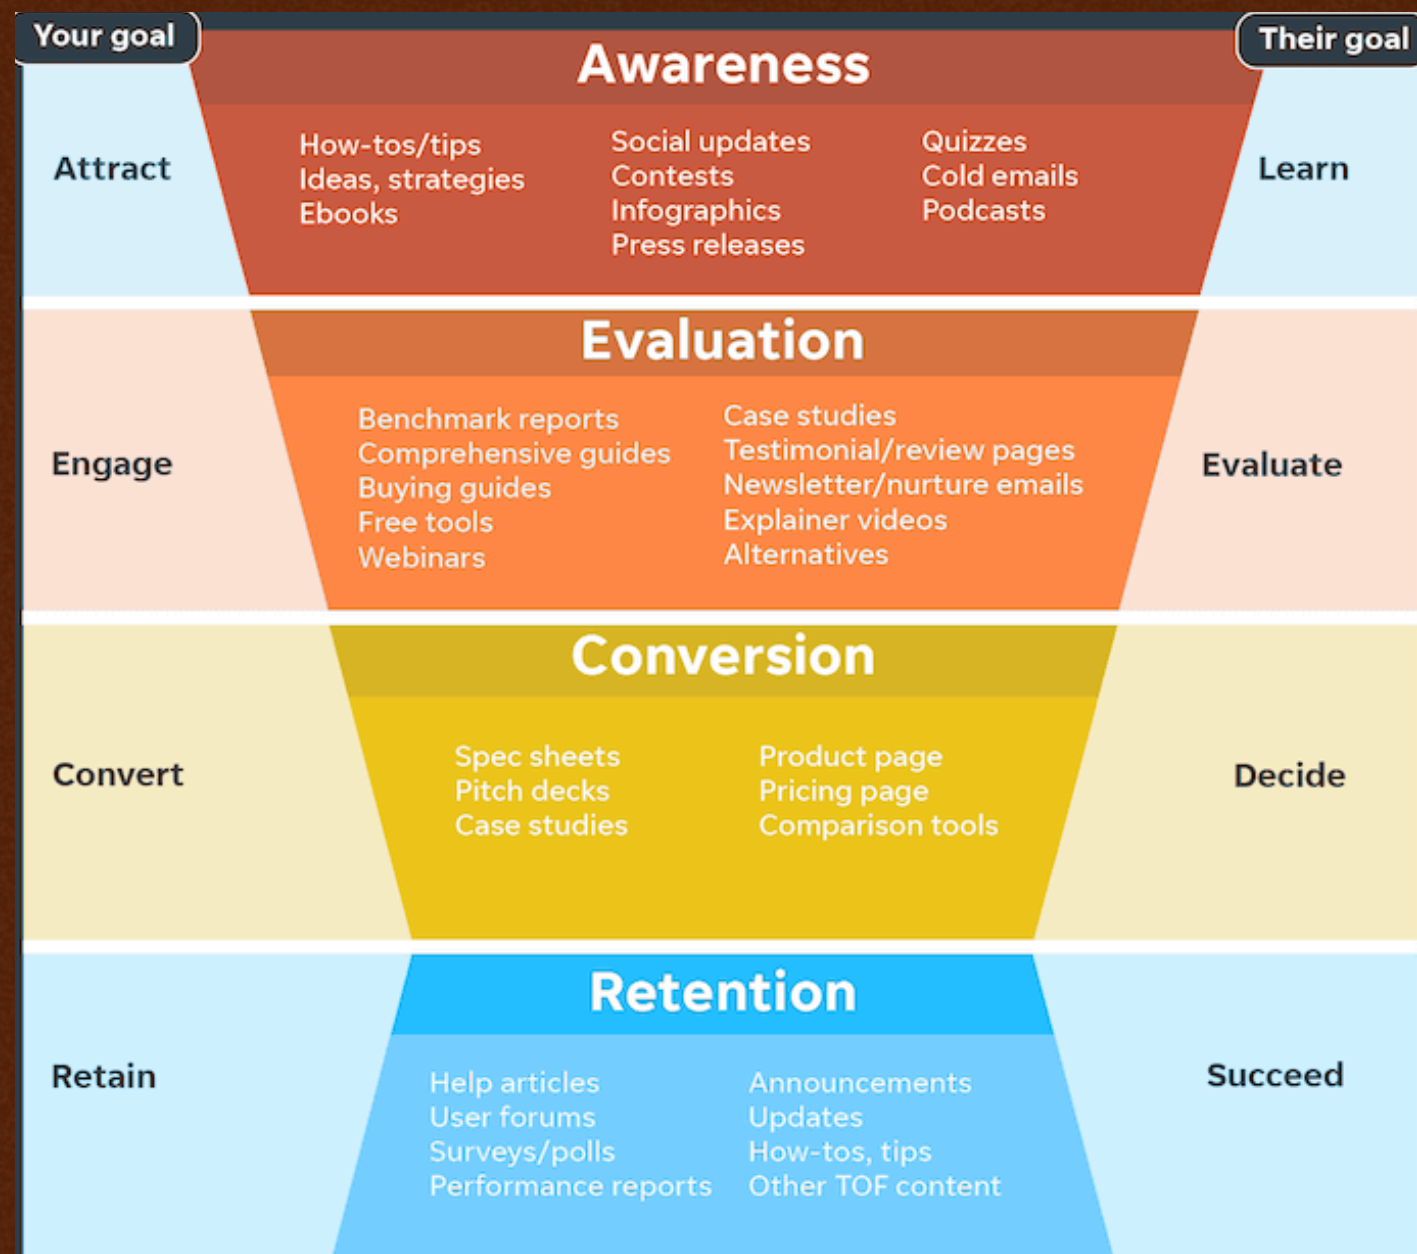 Your goal
Their goal
Awareness
Attract
How-tos/tips
Ideas, strategies
Ebooks
Social updates
Contests
Infographics
Press releases
Quizzes
Cold emails
Podcasts
Learn
Evaluation
Engage
Benchmark reports
Comprehensive guides
Buying guides
Free tools
Webinars
Case studies
Testimonial/review pages
Newsletter/nurture emails
Explainer videos
Alternatives
Evaluate
Conversion
Convert
Spec sheets
Pitch decks
Case studies
Product page
Pricing page
Comparison tools
Decide
Retention
Retain
Help articles
User forums
Surveys/polls
Performance reports
Announcements
Updates
How-tos, tips
Other TOF content
Succeed